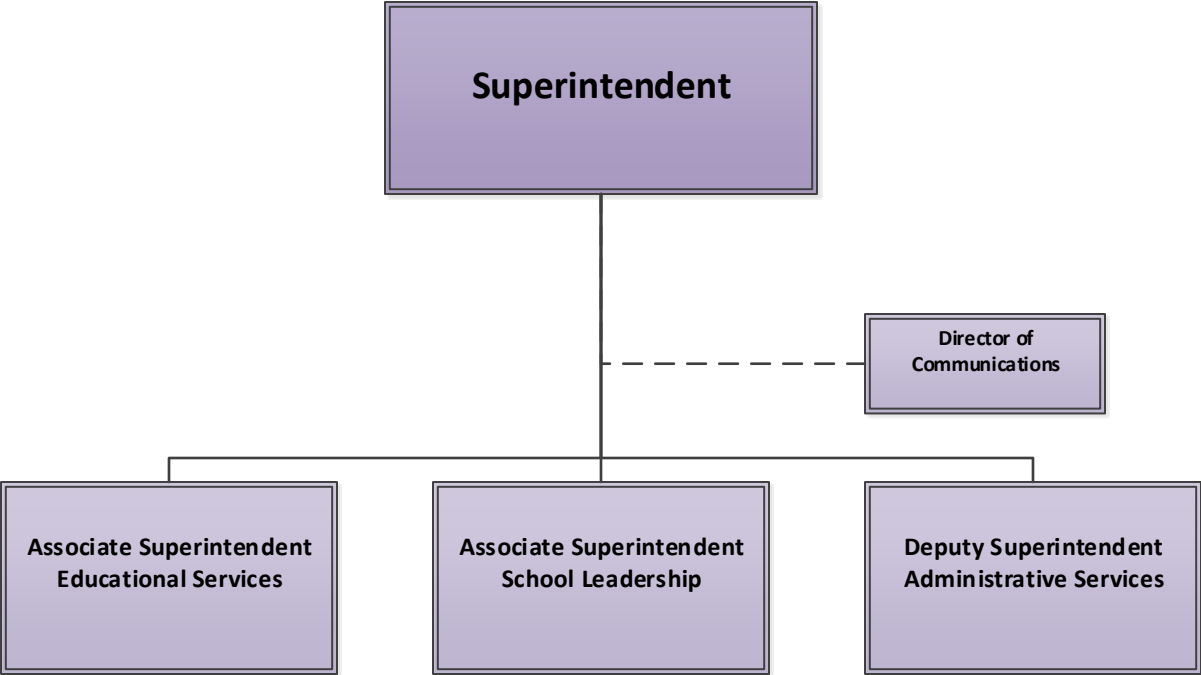 Superintendent
Director of
Communications
Associate Superintendent
Educational Services
Associate Superintendent
School Leadership
Deputy Superintendent
Administrative Services